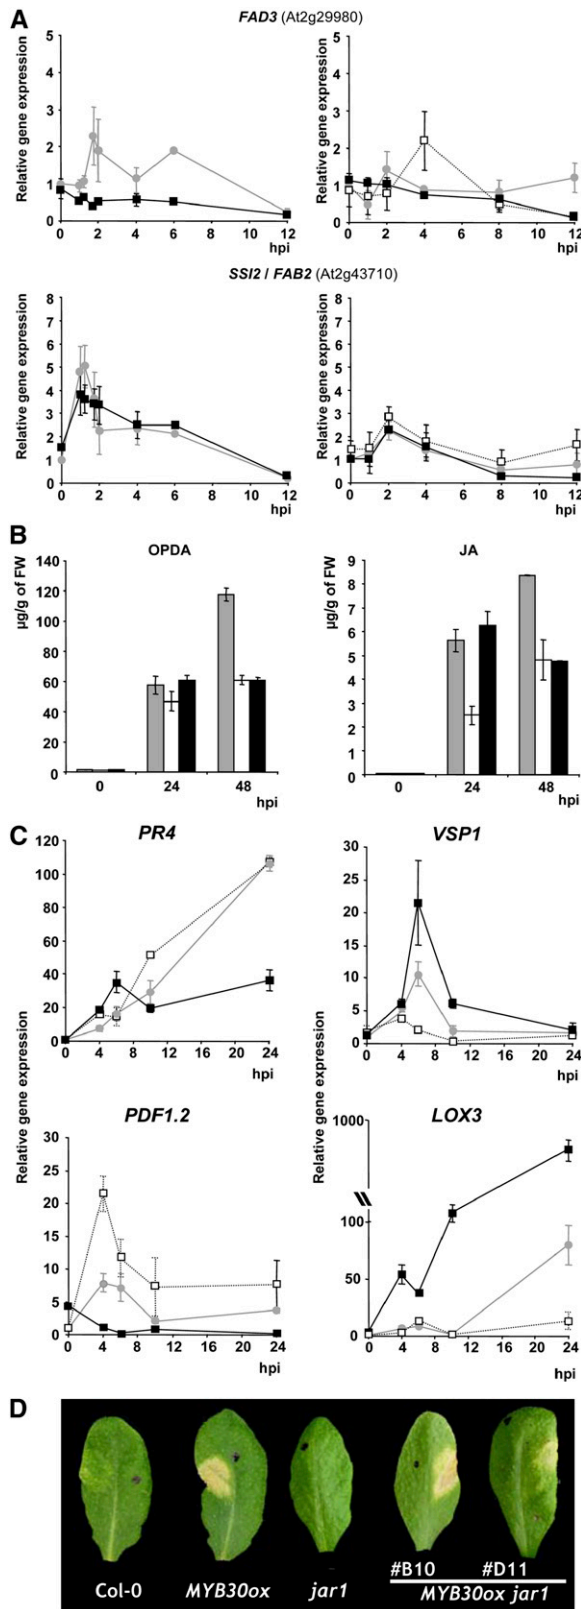 A
FAD3 (At2g29980)
Relative gene expression
5
4
3
2
1
0
0 2 4 6 8 10 12
hpi
Relative gene expression
5
4
3
2
1
0
0 2 4 6 8 10 12
hpi
SSI2 / FAB2 (At2g43710)
Relative gene expression
8
7
6
5
4
3
2
1
0
0 2 4 6 8 10 12
hpi
Relative gene expression
8
7
6
5
4
3
2
1
0
0 2 4 6 8 10 12
hpi
B
OPDA
µg/g of FW
140
120
100
80
60
40
20
0
0 24 48
hpi
JA
µg/g of FW
9
8
7
6
5
4
3
2
1
0
0 24 48
hpi
C
PR4
120
100
80
60
40
20
0
0 4 8 12 16 20 24
hpi
VSP1
30
25
20
15
10
5
0
0 4 8 12 16 20 24
hpi
Relative gene expression
PDF1.2
30
25
20
15
10
5
0
0 4 8 12 16 20 24
hpi
Relative gene expression
LOX3
1000
100
50
0
0 4 8 12 16 20 24
hpi
D
Col-0
MYB30ox
jar1
#B10 #D11
MYB30ox jar1